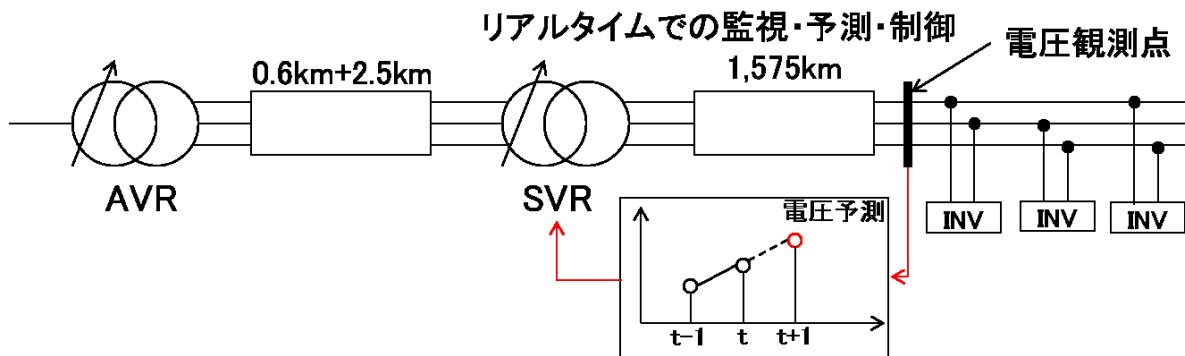 リアルタイムでの監視・予測・制御
電圧観測点
0.6km+2.5km
1,575km
AVR
SVR
電圧予測
t-1 t t+1
INV INV INV